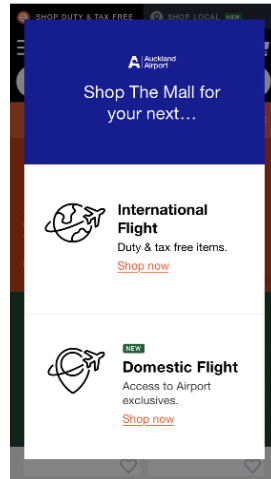 SHOP DUTY & TAX FREE SHOP LOCAL NEW
Auckland
Airport
Shop The Mall for
your next...
International
Flight
Duty & tax free items.
Shop now
NEW
Domestic Flight
Access to Airport
exclusives.
Shop now